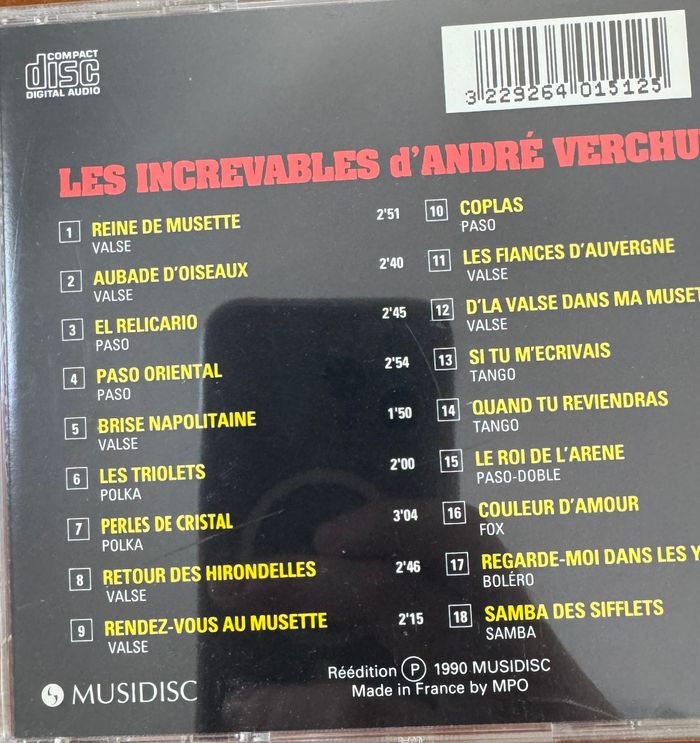 COMPACT
disc
DIGITAL AUDIO
3 229264 015125
LES INCREVABLES d'ANDRÉ VERCHU
1 REINE DE MUSETTE 2'51
VALSE
2 AUBADE D'OISEAUX 2'40
VALSE
3 EL RELICARIO 2'45
PASO
4 PASO ORIENTAL 2'54
PASO
5 BRISE NAPOLITAINE 1'50
VALSE
6 LES TRIOLETS 2'00
POLKA
7 PERLES DE CRISTAL 3'04
POLKA
8 RETOUR DES HIRONDELLES 2'46
VALSE
9 RENDEZ-VOUS AU MUSETTE 2'15
VALSE
10 COPLAS
PASO
11 LES FIANCES D'AUVERGNE
VALSE
12 D'LA VALSE DANS MA MUSET
VALSE
13 SI TU M'ECRIVAIS
TANGO
14 QUAND TU REVIENDRAS
TANGO
15 LE ROI DE L'ARENE
PASO-DOBLE
16 COULEUR D'AMOUR
FOX
17 REGARDE-MOI DANS LES Y
BOLÉRO
18 SAMBA DES SIFFLETS
SAMBA
MUSIDISC
Réédition Ⓟ 1990 MUSIDISC
Made in France by MPO